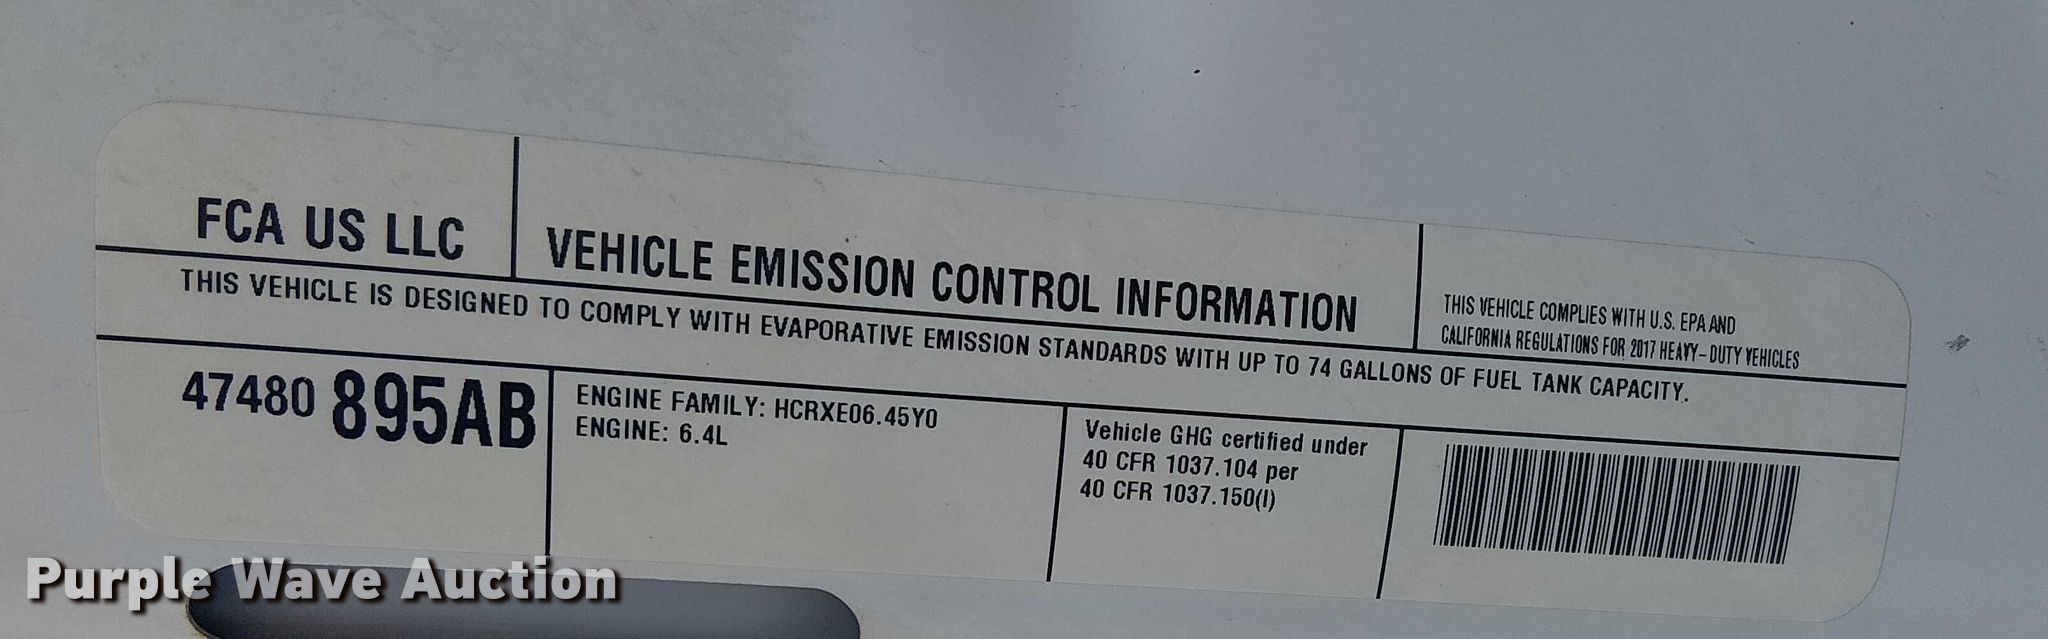 FCA US LLC
VEHICLE EMISSION CONTROL INFORMATION
THIS VEHICLE COMPLIES WITH U.S. EPA AND
CALIFORNIA REGULATIONS FOR 2017 HEAVY-DUTY VEHICLES
THIS VEHICLE IS DESIGNED TO COMPLY WITH EVAPORATIVE EMISSION STANDARDS WITH UP TO 74 GALLONS OF FUEL TANK CAPACITY.
47480 895AB
ENGINE FAMILY: HCRXE06.45Y0
ENGINE: 6.4L
Vehicle GHG certified under
40 CFR 1037.104 per
40 CFR 1037.150(l)
Purple Wave Auction